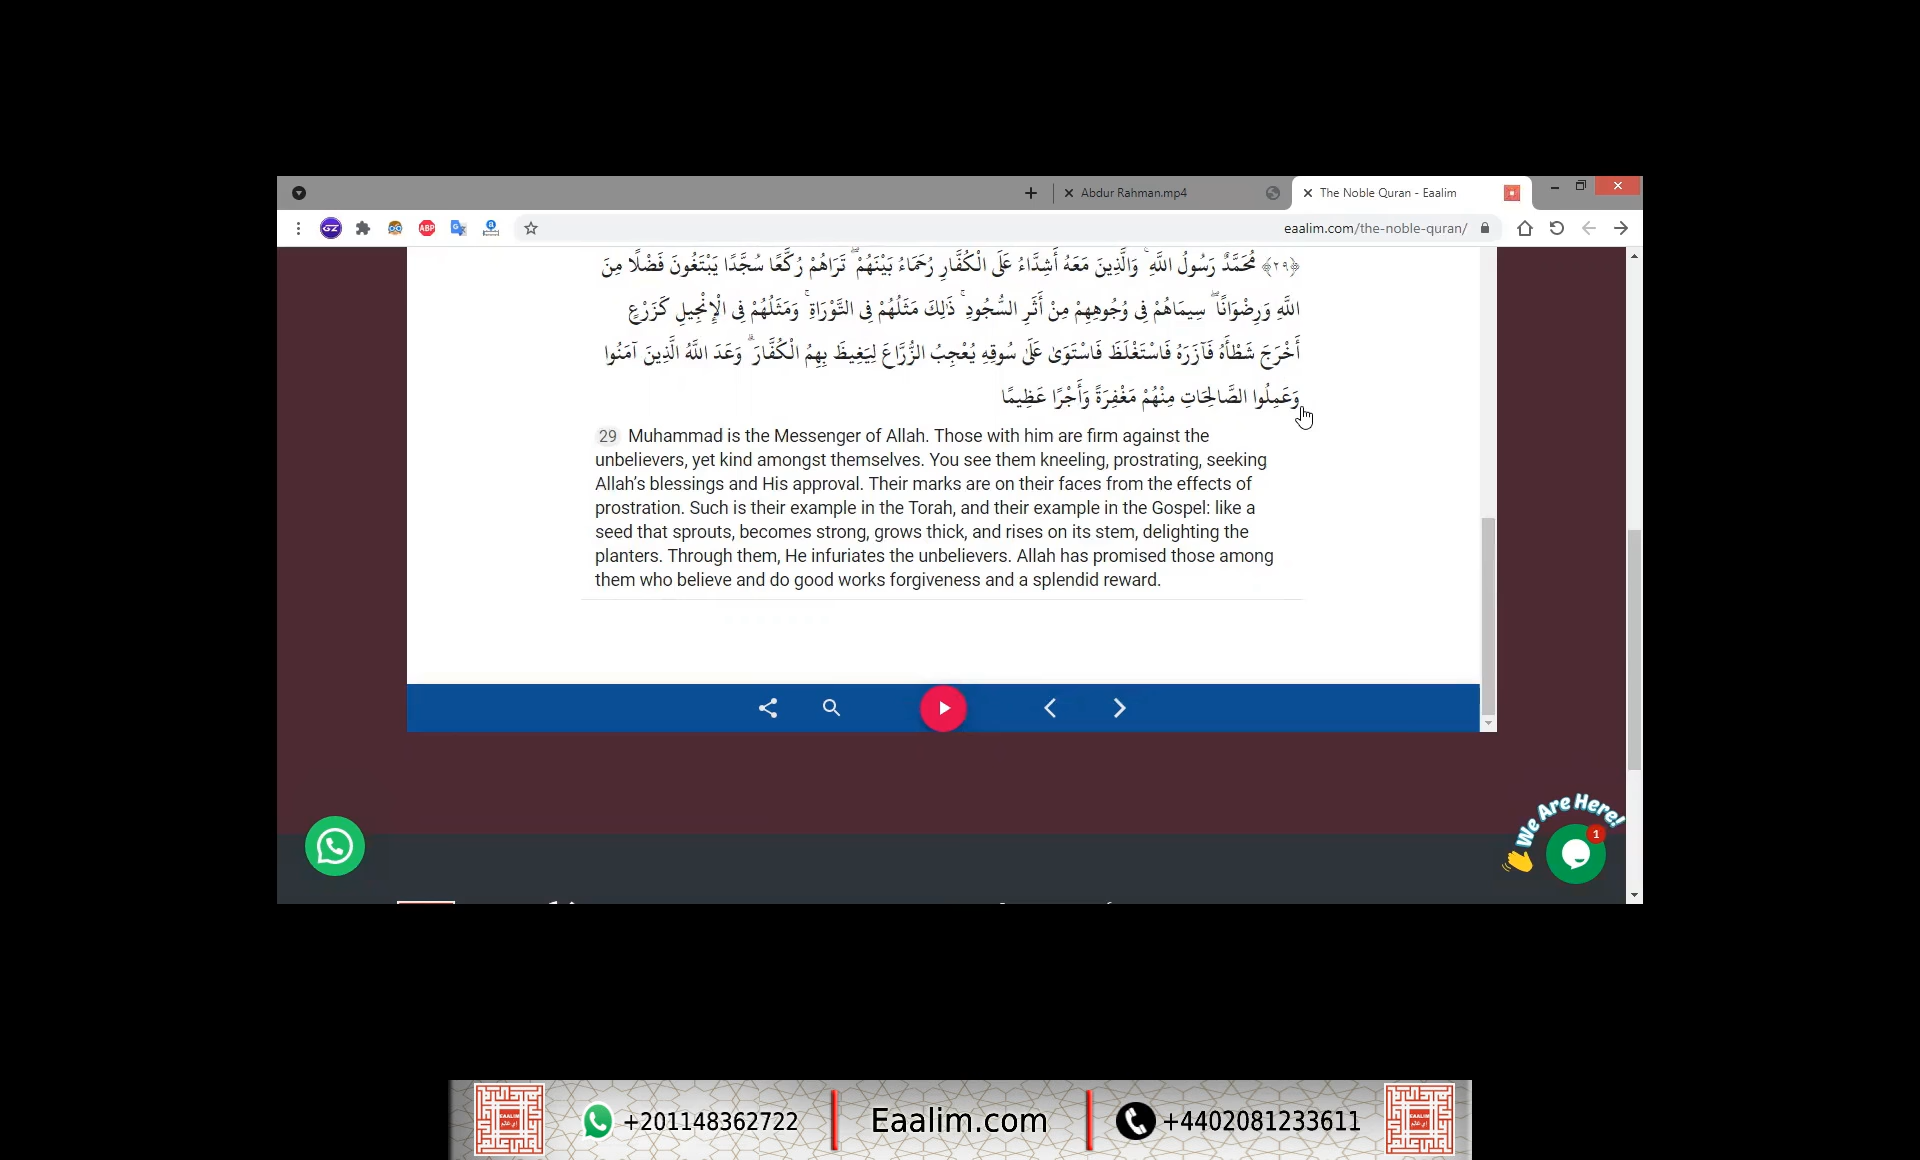 Abdur Rahman.mp4
The Noble Quran - Eaalim
GZ
ABP
eaalim.com/the-noble-quran/
﴿٢٩﴾ مُّحَمَّدٌ رَسُولُ اللَّهِ ۚ وَالَّذِينَ مَعَهُ أَشِدَّاءُ عَلَى الْكُفَّارِ رُحَمَاءُ بَيْنَهُمْ ۖ تَرَاهُمْ رُكَّعًا سُجَّدًا يَبْتَغُونَ فَضْلًا مِنَ
اللَّهِ وَرِضْوَانًا ۖ سِيمَاهُمْ فِي وُجُوهِهِمْ مِنْ أَثَرِ السُّجُودِ ۚ ذَٰلِكَ مَثَلُهُمْ فِي التَّوْرَاةِ ۚ وَمَثَلُهُمْ فِي الْإِنْجِيلِ كَزَرْعٍ
أَخْرَجَ شَطْأَهُ فَآزَرَهُ فَاسْتَغْلَظَ فَاسْتَوَىٰ عَلَىٰ سُوقِهِ يُعْجِبُ الزُّرَّاعَ لِيَغِيظَ بِهِمُ الْكُفَّارَ ۗ وَعَدَ اللَّهُ الَّذِينَ آمَنُوا
وَعَمِلُوا الصَّالِحَاتِ مِنْهُمْ مَغْفِرَةً وَأَجْرًا عَظِيمًا
29 Muhammad is the Messenger of Allah. Those with him are firm against the
unbelievers, yet kind amongst themselves. You see them kneeling, prostrating, seeking
Allah's blessings and His approval. Their marks are on their faces from the effects of
prostration. Such is their example in the Torah, and their example in the Gospel: like a
seed that sprouts, becomes strong, grows thick, and rises on its stem, delighting the
planters. Through them, He infuriates the unbelievers. Allah has promised those among
them who believe and do good works forgiveness and a splendid reward.
We Are Here!
1
EAALIM
+201148362722
Eaalim.com
+4402081233611
EAALIM